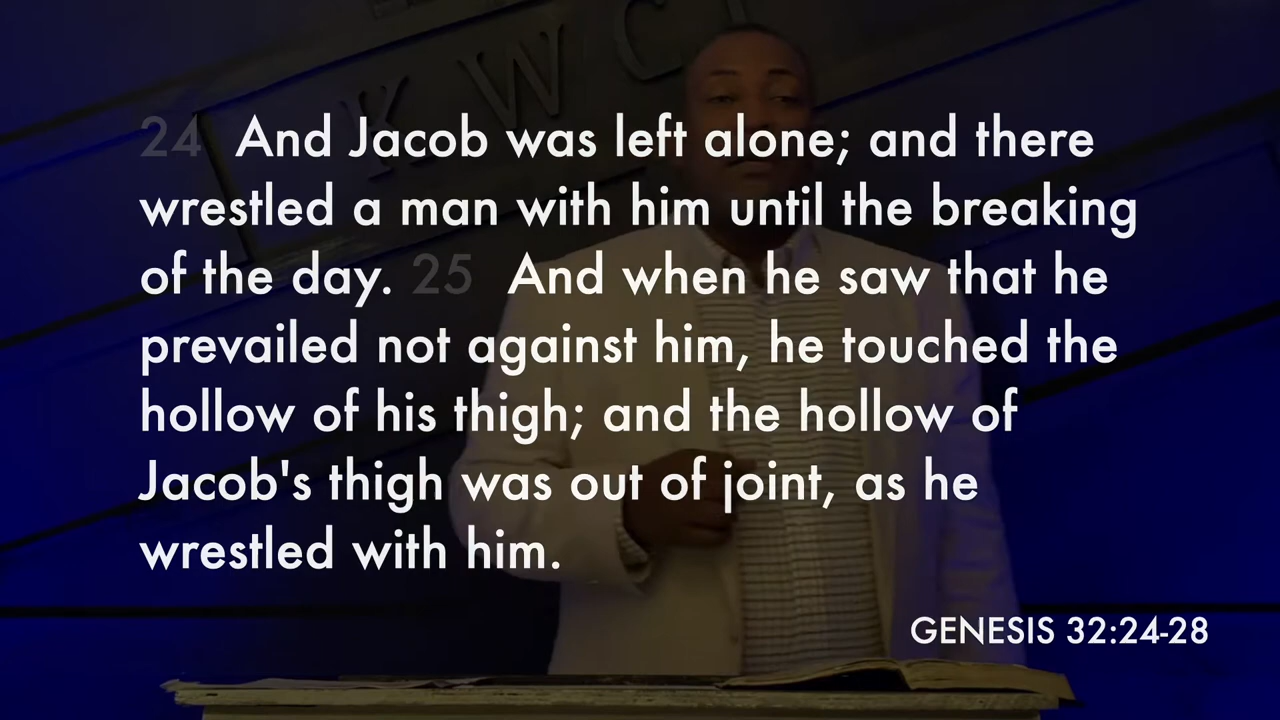 KWC
24 And Jacob was left alone; and there
wrestled a man with him until the breaking
of the day. 25 And when he saw that he
prevailed not against him, he touched the
hollow of his thigh; and the hollow of
Jacob's thigh was out of joint, as he
wrestled with him.
GENESIS 32:24-28